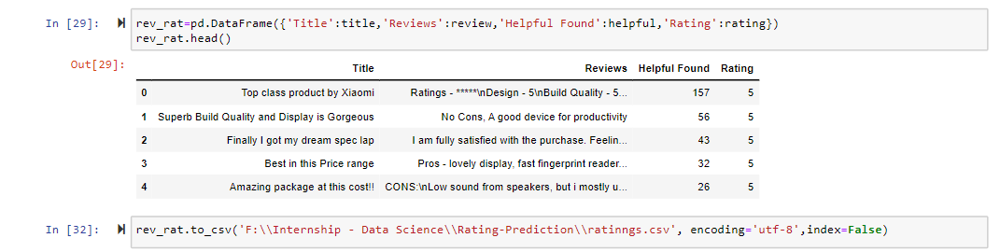 In [29]: rev_rat=pd.DataFrame({'Title':title,'Reviews':review,'Helpful Found':helpful,'Rating':rating})
rev_rat.head()
Out[29]:
Title Reviews Helpful Found Rating
0 Top class product by Xiaomi Ratings - *****\nDesign - 5\nBuild Quality - 5... 157 5
1 Superb Build Quality and Display is Gorgeous No Cons, A good device for productivity 56 5
2 Finally I got my dream spec lap I am fully satisfied with the purchase. Feelin... 43 5
3 Best in this Price range Pros - lovely display, fast fingerprint reader... 32 5
4 Amazing package at this cost!! CONS:\nLow sound from speakers, but i mostly u... 26 5
In [32]: rev_rat.to_csv('F:\\Internship - Data Science\\Rating-Prediction\\ratinngs.csv', encoding='utf-8',index=False)